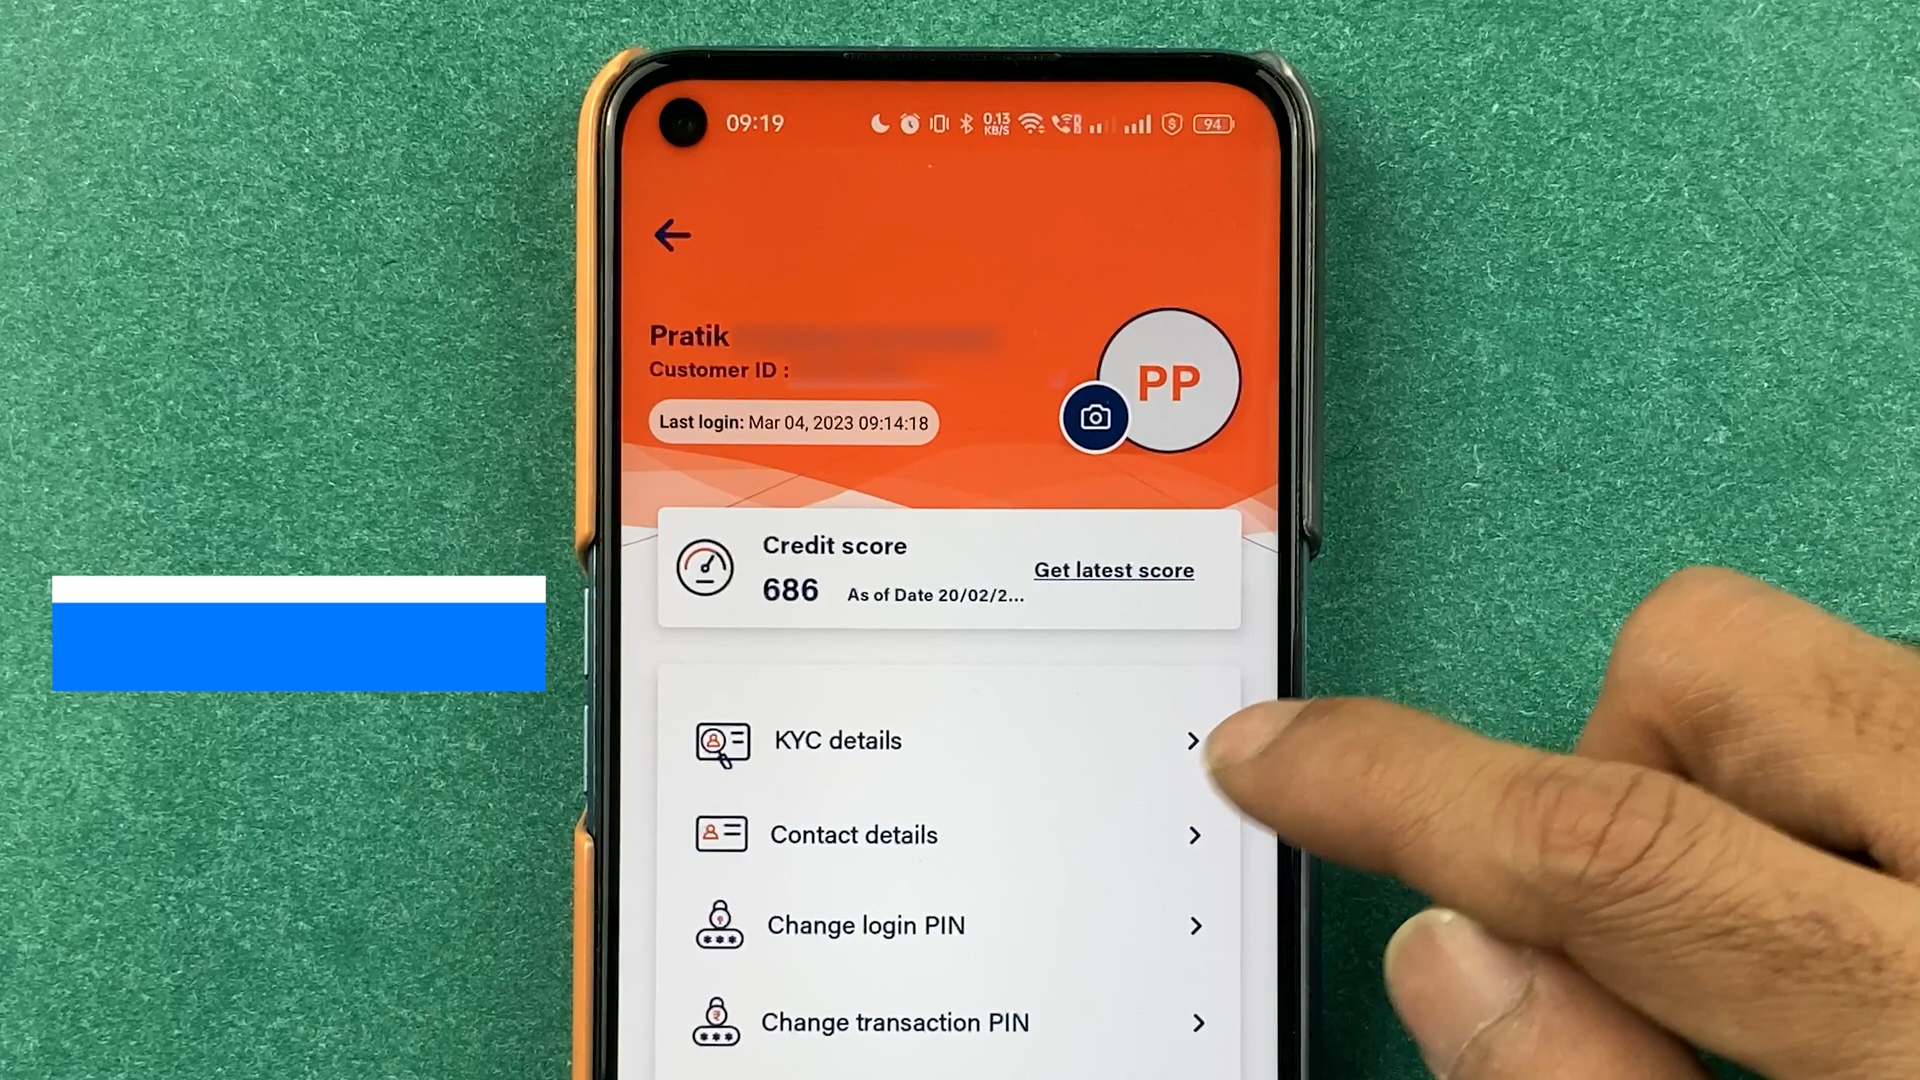 09:19
0.13
KB/S
94
Pratik
Customer ID :
PP
Last login: Mar 04, 2023 09:14:18
Credit score
686 As of Date 20/02/2...
Get latest score
KYC details
Contact details
Change login PIN
Change transaction PIN